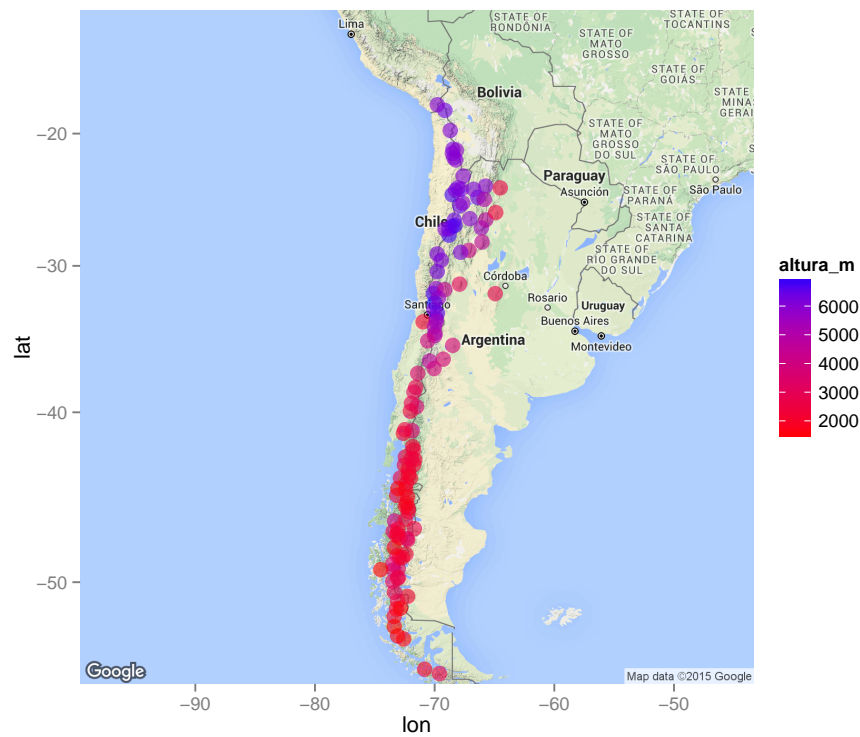 Lima
STATE OF
RONDÔNIA
STATE OF
TOCANTINS
STATE OF
MATO
GROSSO
STATE OF
GOIÁS
Bolivia
STATE
MINAS
GERAI
STATE OF
MATO
GROSSO
DO SUL
STATE OF
SÃO PAULO
São Paulo
Paraguay
Asunción
STATE OF
PARANÁ
STATE OF
SANTA
CATARINA
Chile
STATE OF
RIO GRANDE
DO SUL
Córdoba
Rosario
Uruguay
Santiago
Buenos Aires
Argentina
Montevideo
Google
Map data ©2015 Google
−20
−30
−40
−50
lat
−90
−80
−70
−60
−50
lon
altura_m
6000
5000
4000
3000
2000